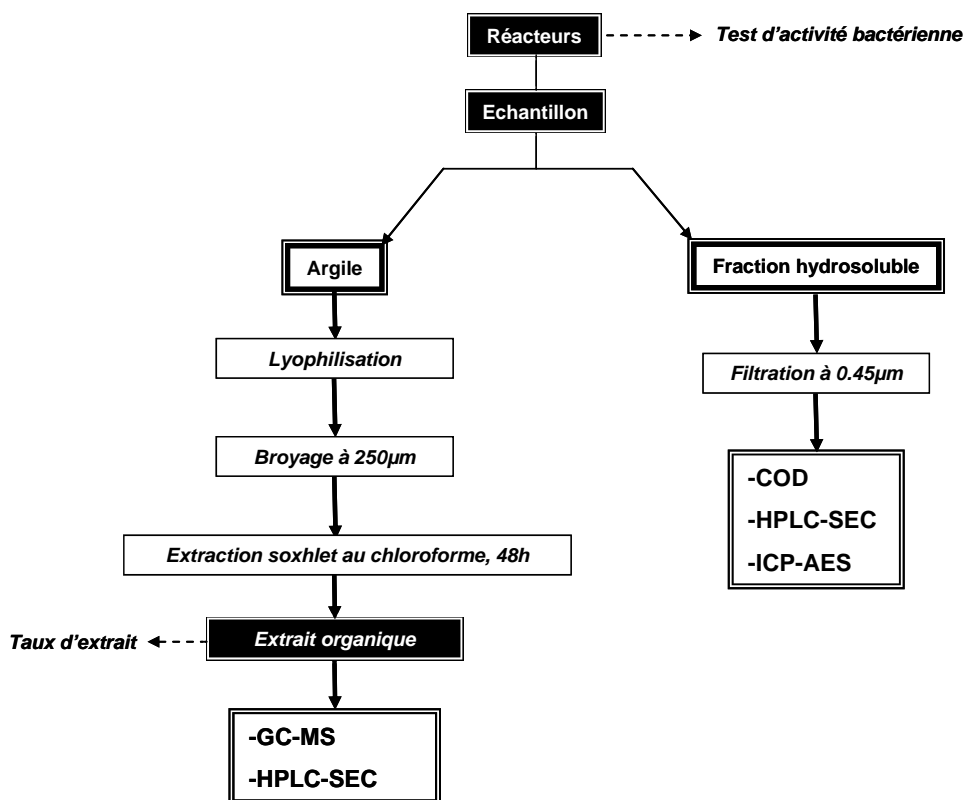 Réacteurs
Test d'activité bactérienne
Echantillon
Argile
Fraction hydrosoluble
Lyophilisation
Filtration à 0.45µm
Broyage à 250µm
-COD
-HPLC-SEC
-ICP-AES
Extraction soxhlet au chloroforme, 48h
Taux d'extrait
Extrait organique
-GC-MS
-HPLC-SEC